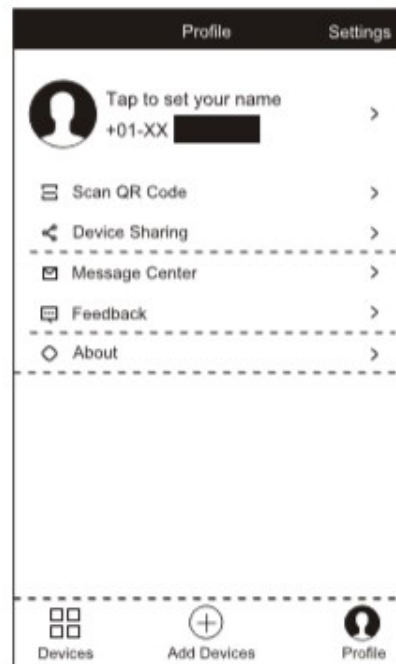 Profile Settings
Tap to set your name
+01-XX
Scan QR Code
Device Sharing
Message Center
Feedback
About
Devices Add Devices Profile